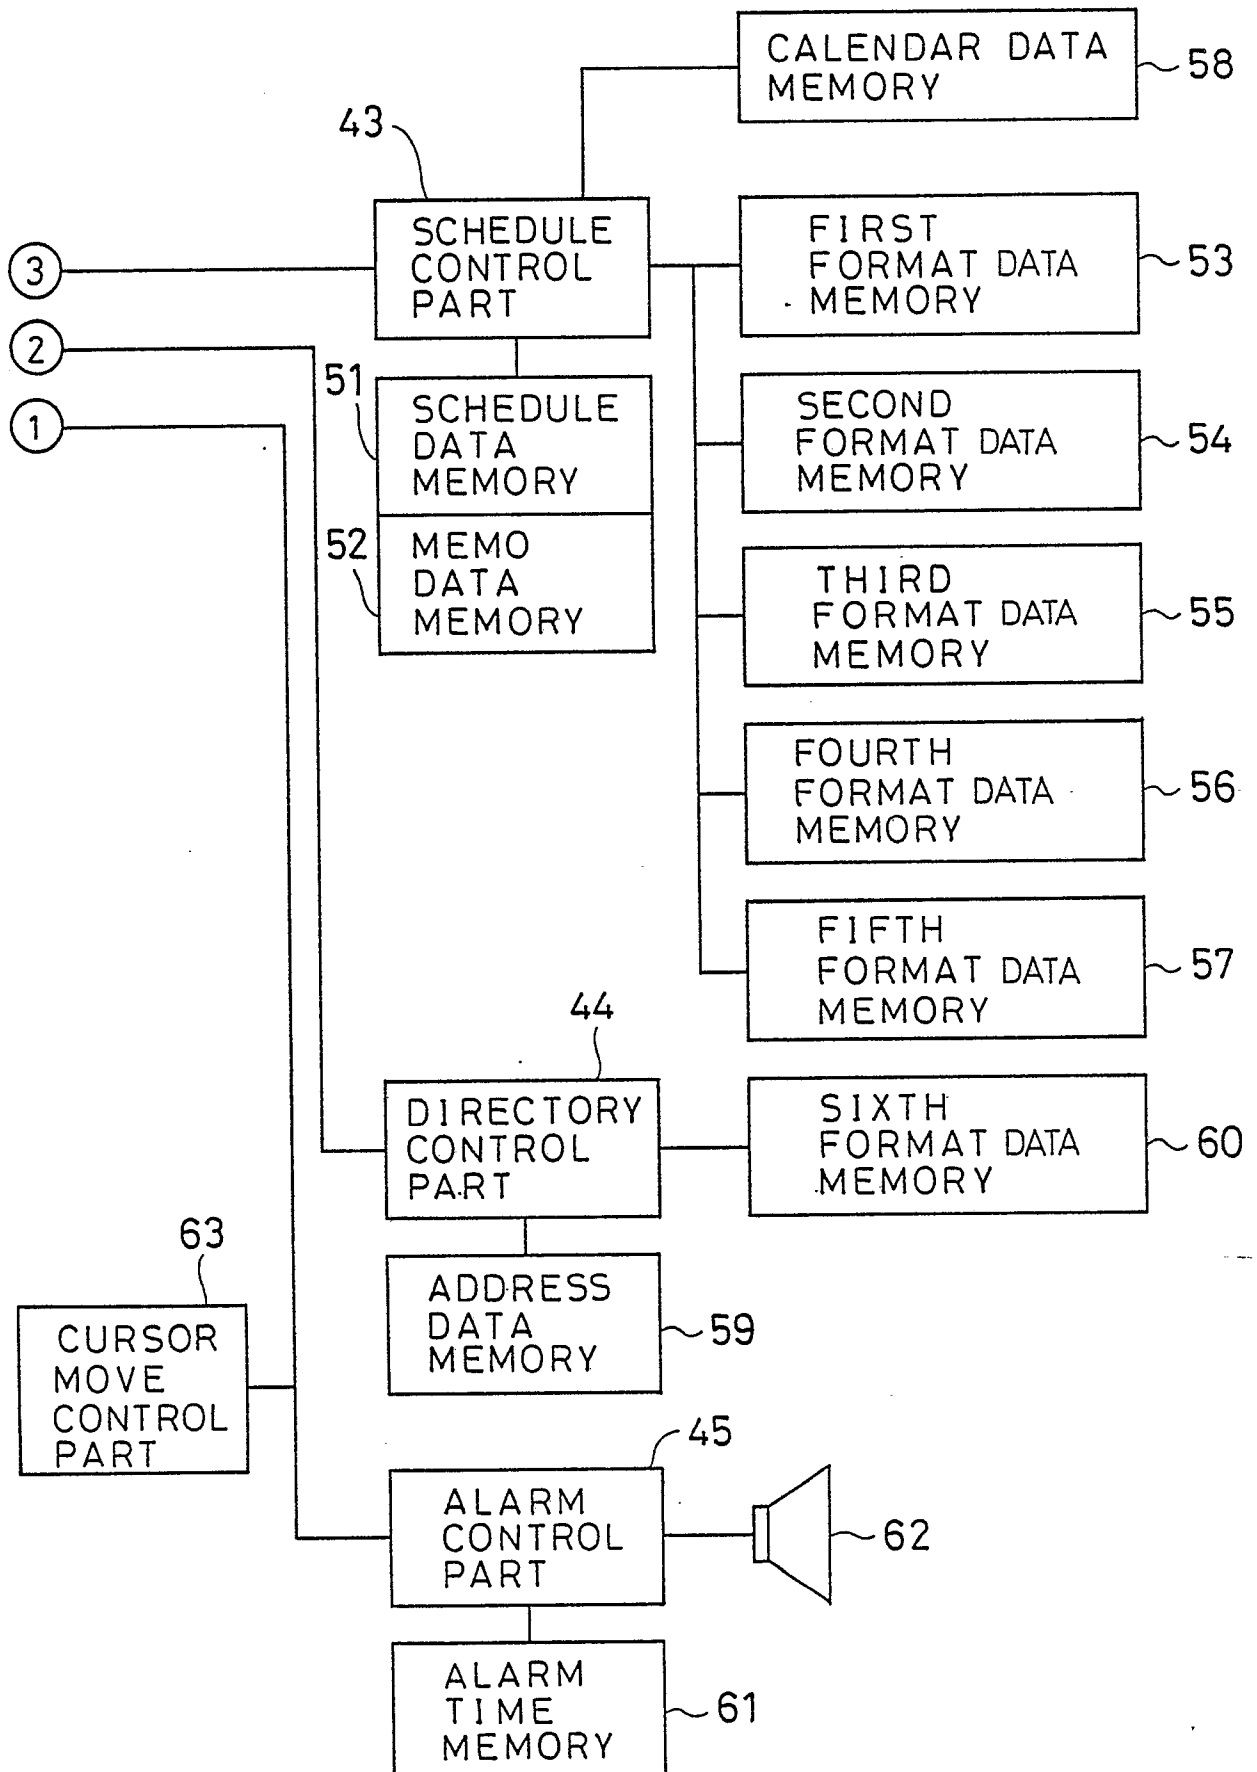 CALENDAR DATA
MEMORY
58
43
SCHEDULE
CONTROL
PART
FIRST
FORMAT DATA
MEMORY
53
3
2
1
51
SCHEDULE
DATA
MEMORY
SECOND
FORMAT DATA
MEMORY
54
52
MEMO
DATA
MEMORY
THIRD
FORMAT DATA
MEMORY
55
FOURTH
FORMAT DATA
MEMORY
56
FIFTH
FORMAT DATA
MEMORY
57
44
DIRECTORY
CONTROL
PART
SIXTH
FORMAT DATA
MEMORY
60
63
CURSOR
MOVE
CONTROL
PART
ADDRESS
DATA
MEMORY
59
45
ALARM
CONTROL
PART
62
ALARM
TIME
MEMORY
61